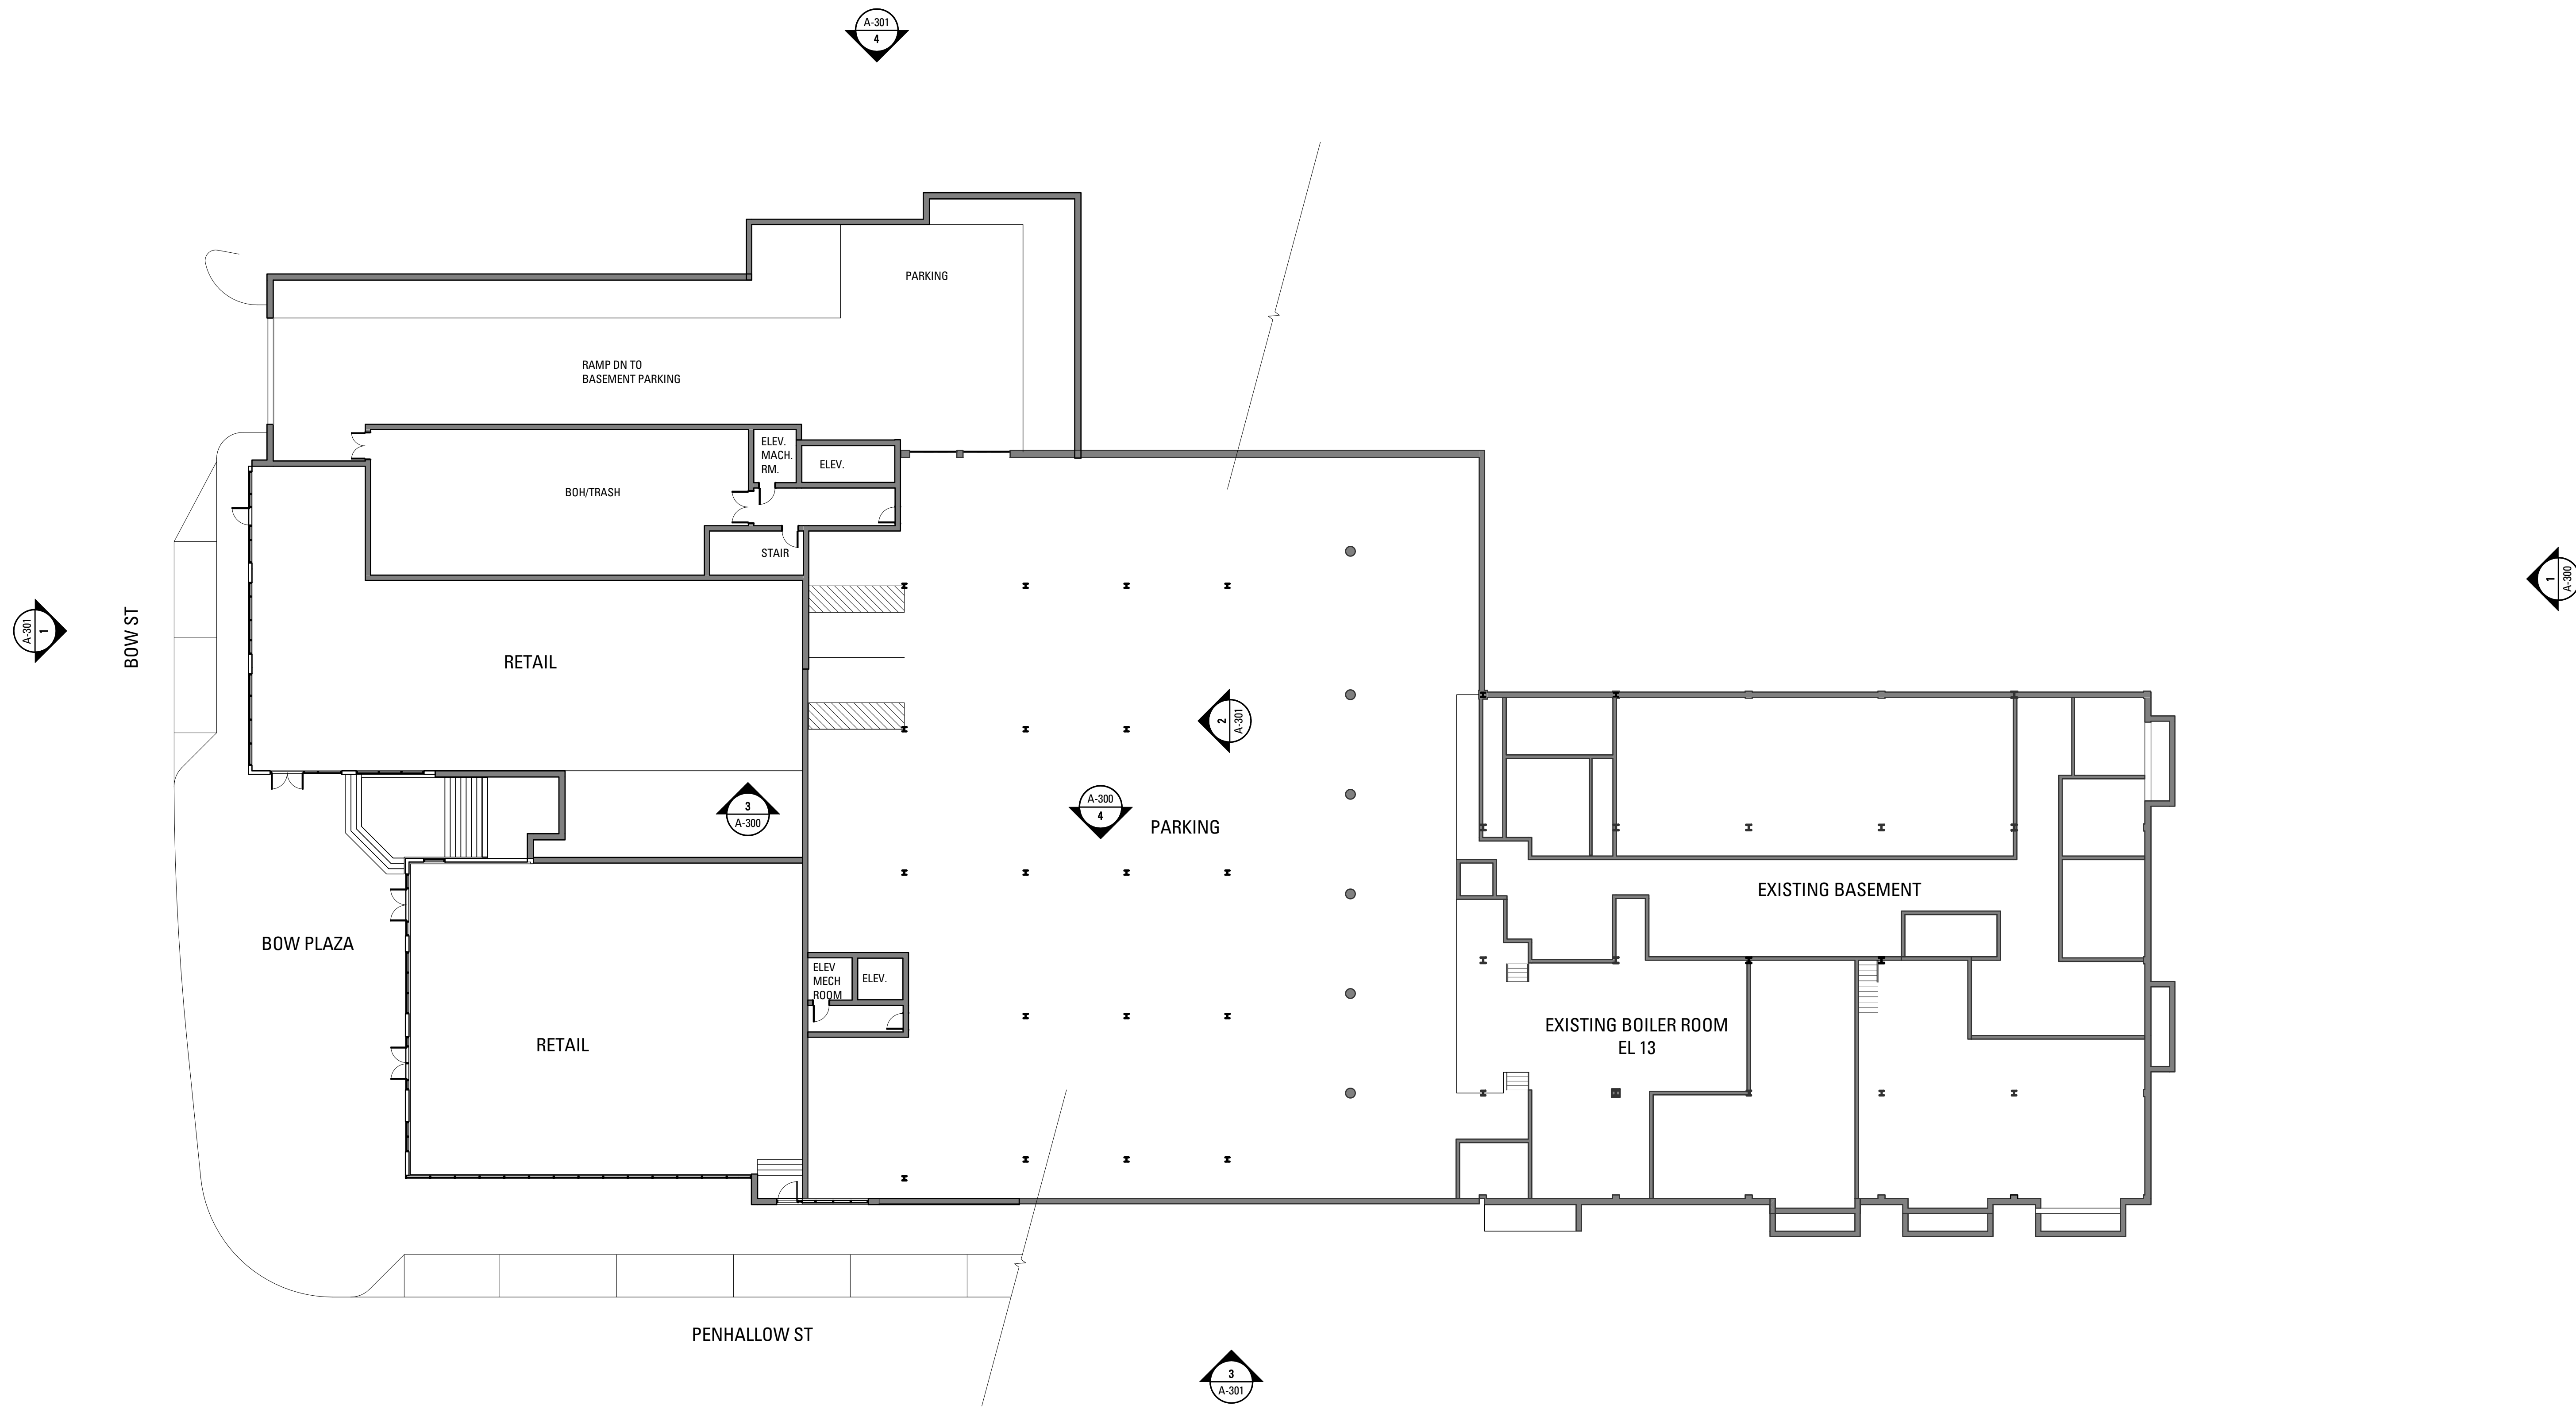 A-301
4
PARKING
RAMP DN TO
BASEMENT PARKING
ELEV.
MACH.
RM.
ELEV.
BOH/TRASH
STAIR
1
A-300
A-301
1
BOW ST
RETAIL
2
A-301
3
A-300
A-300
4
PARKING
EXISTING BASEMENT
BOW PLAZA
ELEV
MECH
ROOM
ELEV.
EXISTING BOILER ROOM
EL 13
RETAIL
PENHALLOW ST
3
A-301